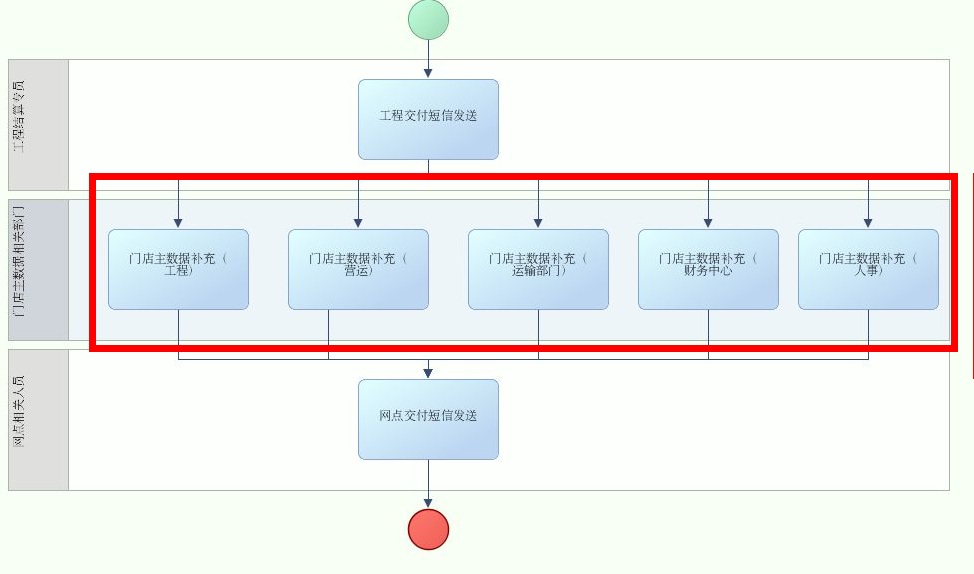 工程结算专员
工程交付短信发送
门店主数据相关部门
门店主数据补充（
工程）
门店主数据补充（
营运）
门店主数据补充（
运输部门）
门店主数据补充（
财务中心
门店主数据补充（
人事）
网点相关人员
网点交付短信发送